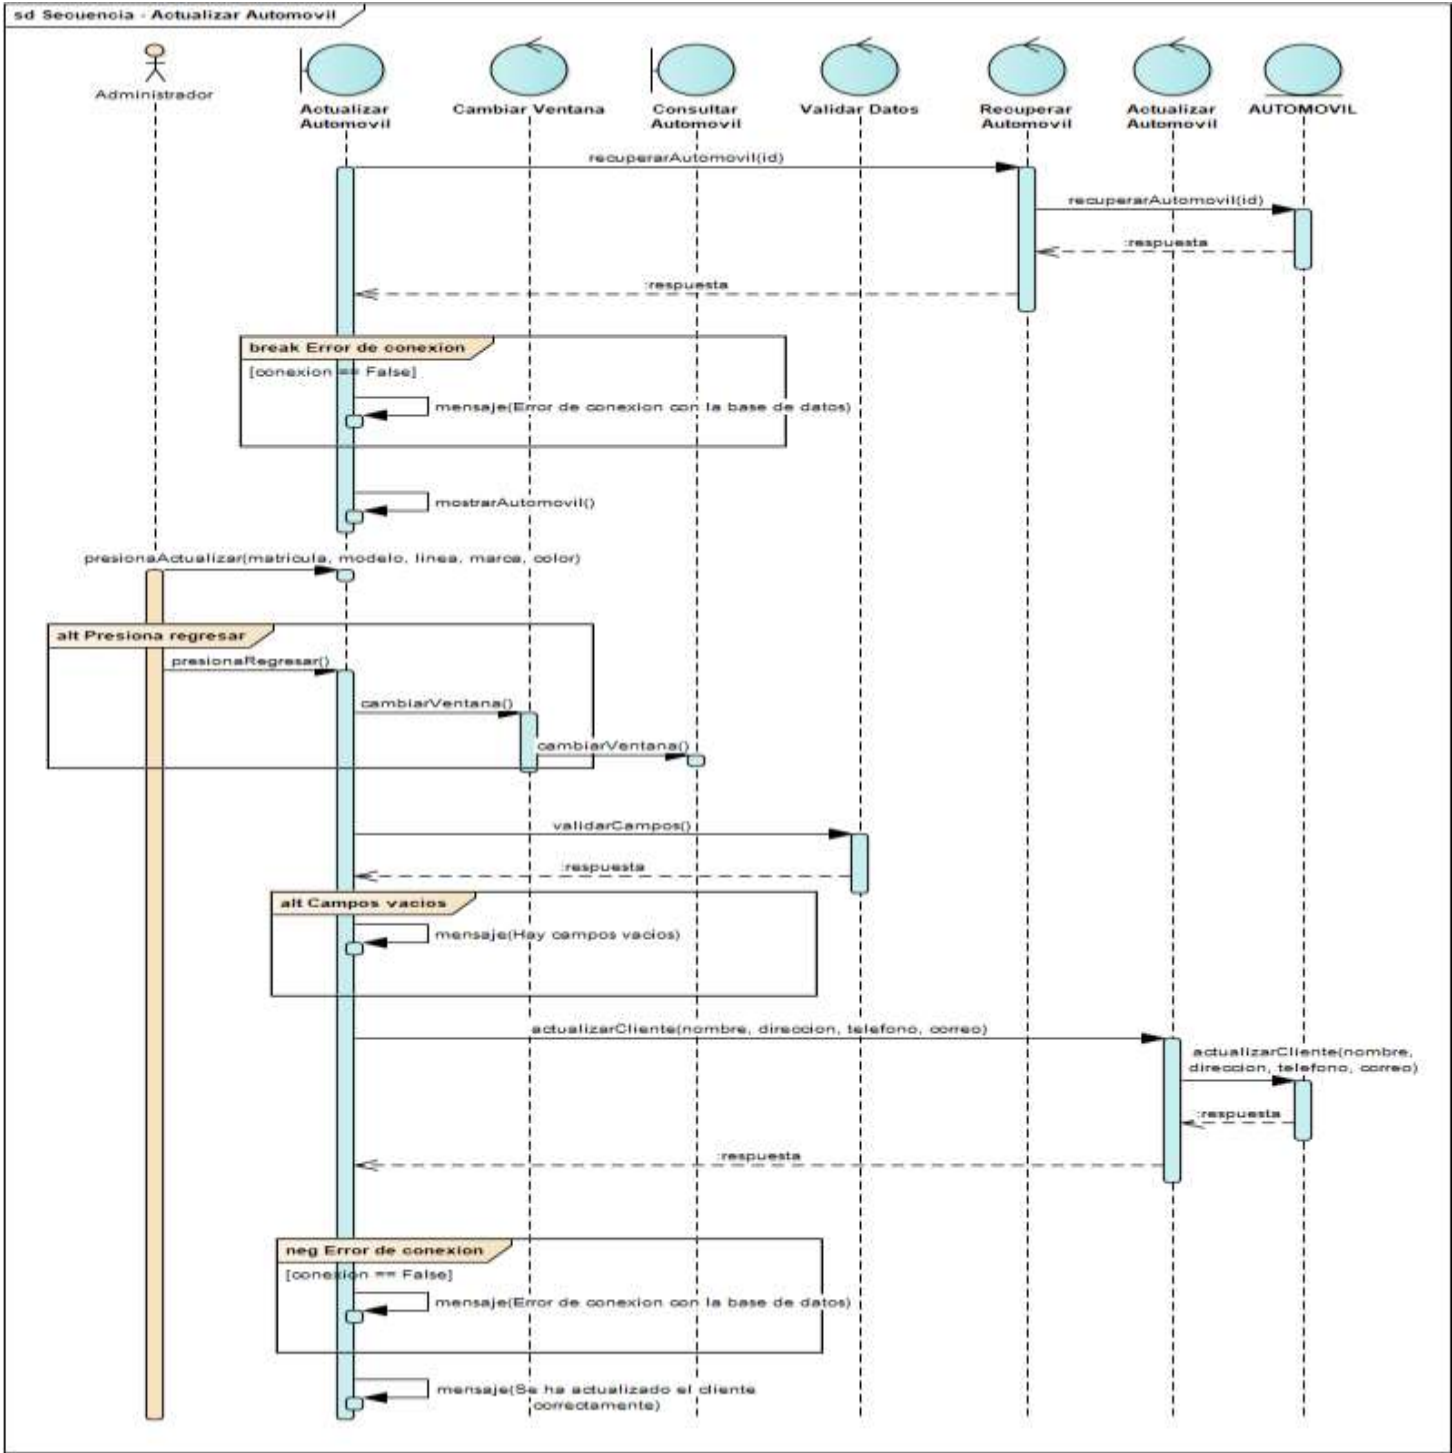 sd Secuencia - Actualizar Automovil
Administrador
Actualizar
Automovil
Cambiar Ventana
Consultar
Automovil
Validar Datos
Recuperar
Automovil
Actualizar
Automovil
AUTOMOVIL
recuperarAutomovil(id)
recuperarAutomovil(id)
:respuesta
:respuesta
break Error de conexion
[conexion == False]
mensaje(Error de conexion con la base de datos)
mostrarAutomovil()
presionaActualizar(matricula, modelo, linea, marca, color)
alt Presiona regresar
presionaRegresar()
cambiarVentana()
cambiarVentana()
validarCampos()
:respuesta
alt Campos vacios
mensaje(Hay campos vacios)
actualizarCliente(nombre, direccion, telefono, correo)
actualizarCliente(nombre,
direccion, telefono, correo)
:respuesta
:respuesta
neg Error de conexion
[conexion == False]
mensaje(Error de conexion con la base de datos)
mensaje(Se ha actualizado el cliente
correctamente)